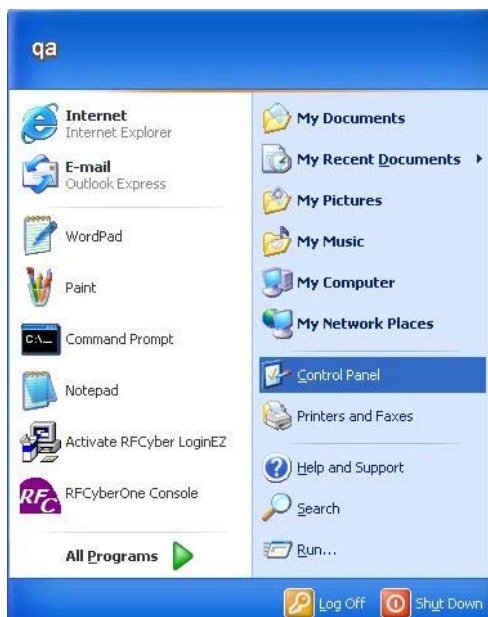 qa
Internet
Internet Explorer
E-mail
Outlook Express
WordPad
Paint
C:\_
Command Prompt
Notepad
Activate RFCyber LoginEZ
RFC
RFCyberOne Console
All Programs
My Documents
My Recent Documents
My Pictures
My Music
My Computer
My Network Places
Control Panel
Printers and Faxes
Help and Support
Search
Run...
Log Off
Shut Down